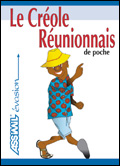 Le Créole
Réunionnais
de poche
ASSiMiL évasion